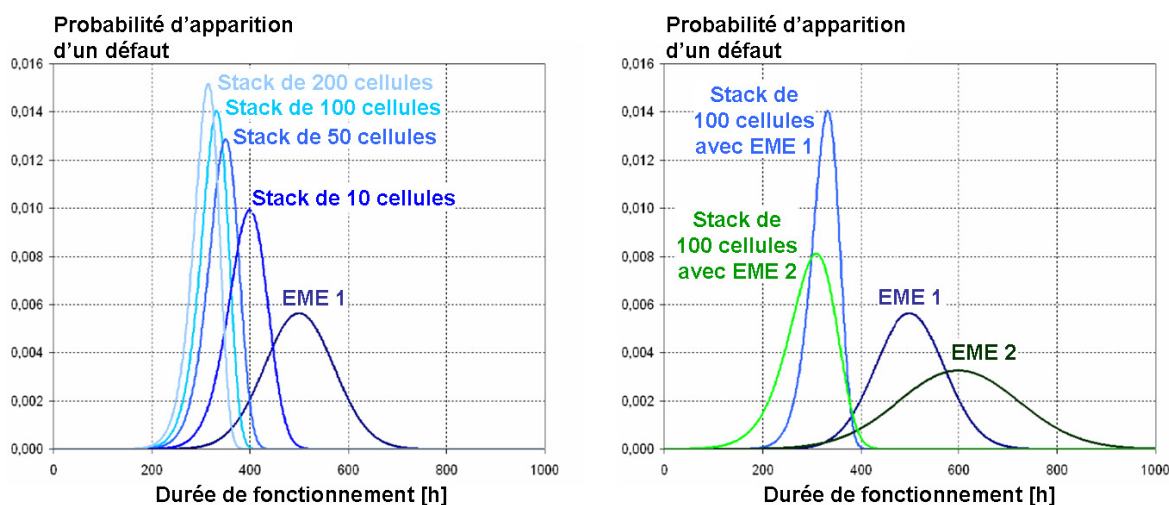 Probabilité d'apparition
d'un défaut
0,016
0,014
0,012
0,010
0,008
0,006
0,004
0,002
0,000
0
200
400
600
800
1000
Stack de 200 cellules
Stack de 100 cellules
Stack de 50 cellules
Stack de 10 cellules
EME 1
Durée de fonctionnement [h]
Probabilité d'apparition
d'un défaut
0,016
0,014
0,012
0,010
0,008
0,006
0,004
0,002
0,000
0
200
400
600
800
1000
Stack de
100 cellules
avec EME 1
Stack de
100 cellules
avec EME 2
EME 1
EME 2
Durée de fonctionnement [h]